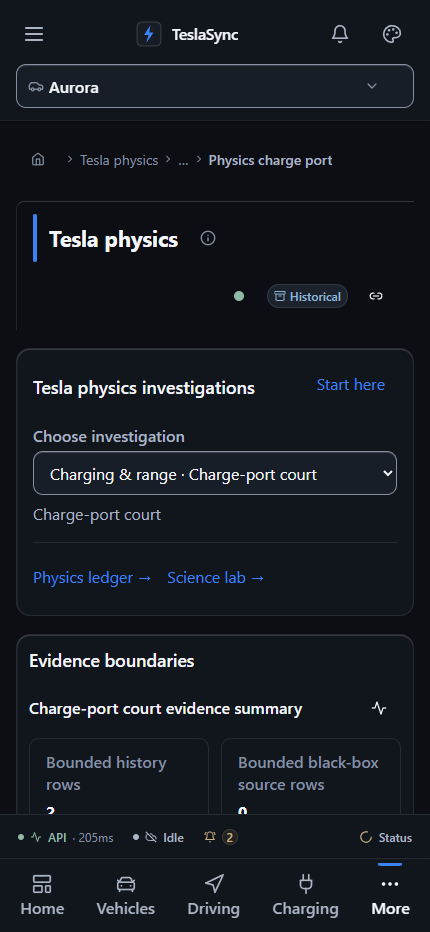 TeslaSync
Aurora
Tesla physics
...
Physics charge port
Tesla physics
Historical
Tesla physics investigations
Start here
Choose investigation
Charging & range · Charge-port court
Charge-port court
Physics ledger →
Science lab →
Evidence boundaries
Charge-port court evidence summary
Bounded history
rows
Bounded black-box
source rows
API · 205ms
Idle
2
Status
Home
Vehicles
Driving
Charging
More